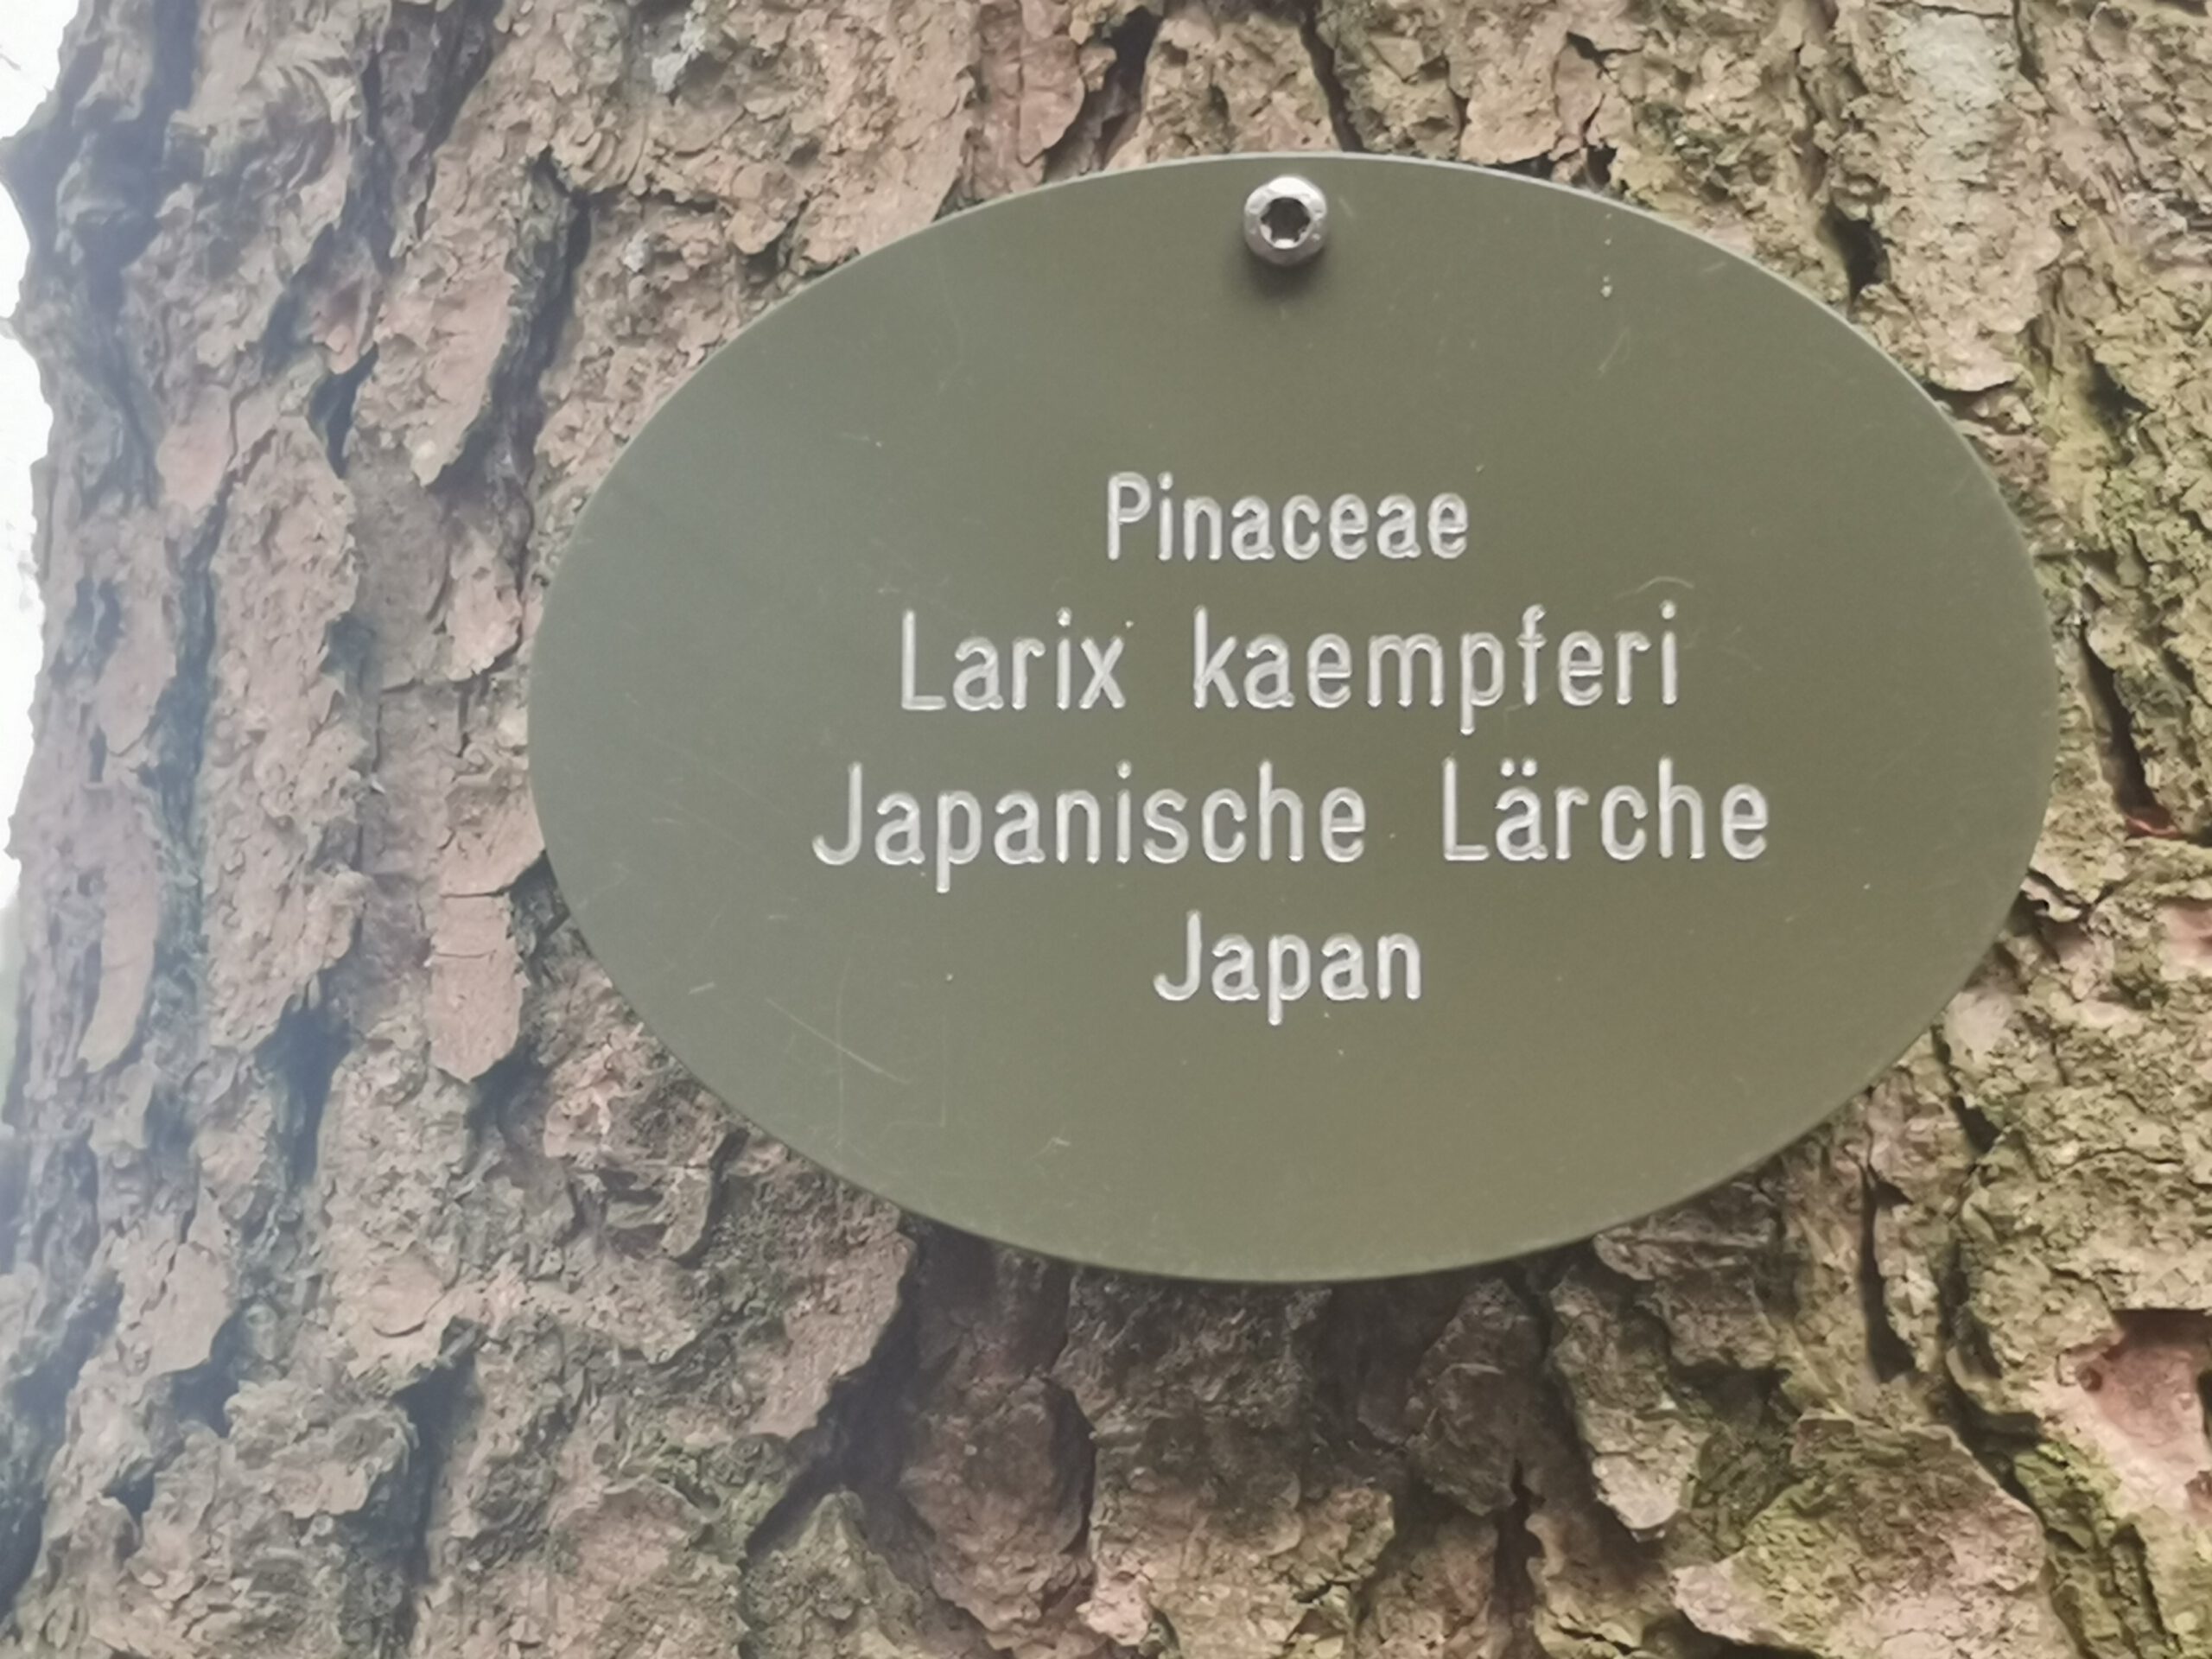 Pinaceae
Larix kaempferi
Japanische Lärche
Japan